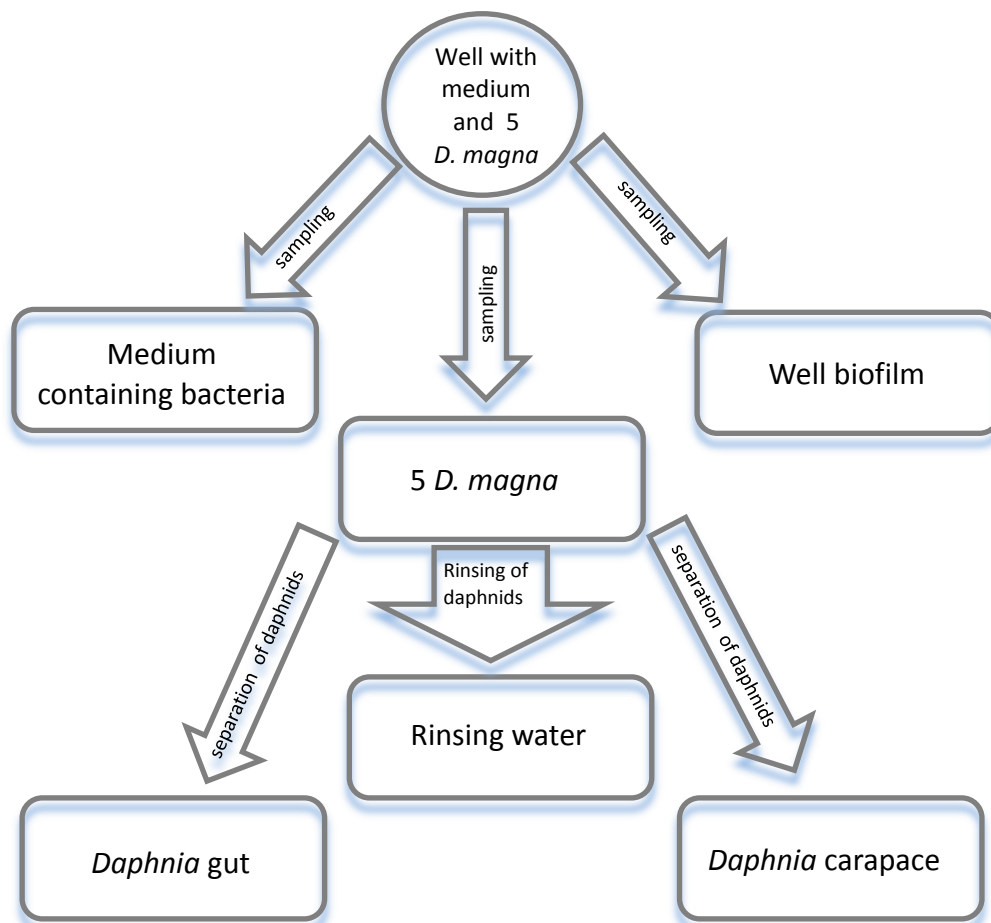 Well with
medium
and 5
D. magna
sampling
sampling
sampling
Medium
containing bacteria
Well biofilm
5 D. magna
separation of daphnids
Rinsing of
daphnids
separation of daphnids
Rinsing water
Daphnia gut
Daphnia carapace